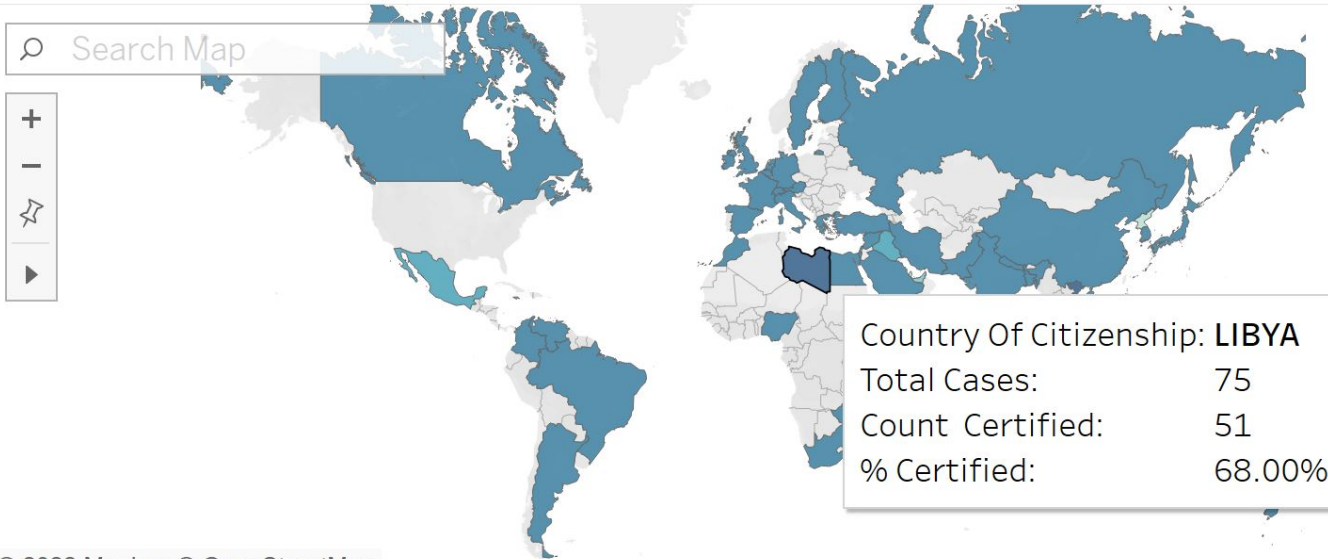 Search Map
Country Of Citizenship: LIBYA
Total Cases: 75
Count Certified: 51
% Certified: 68.00%